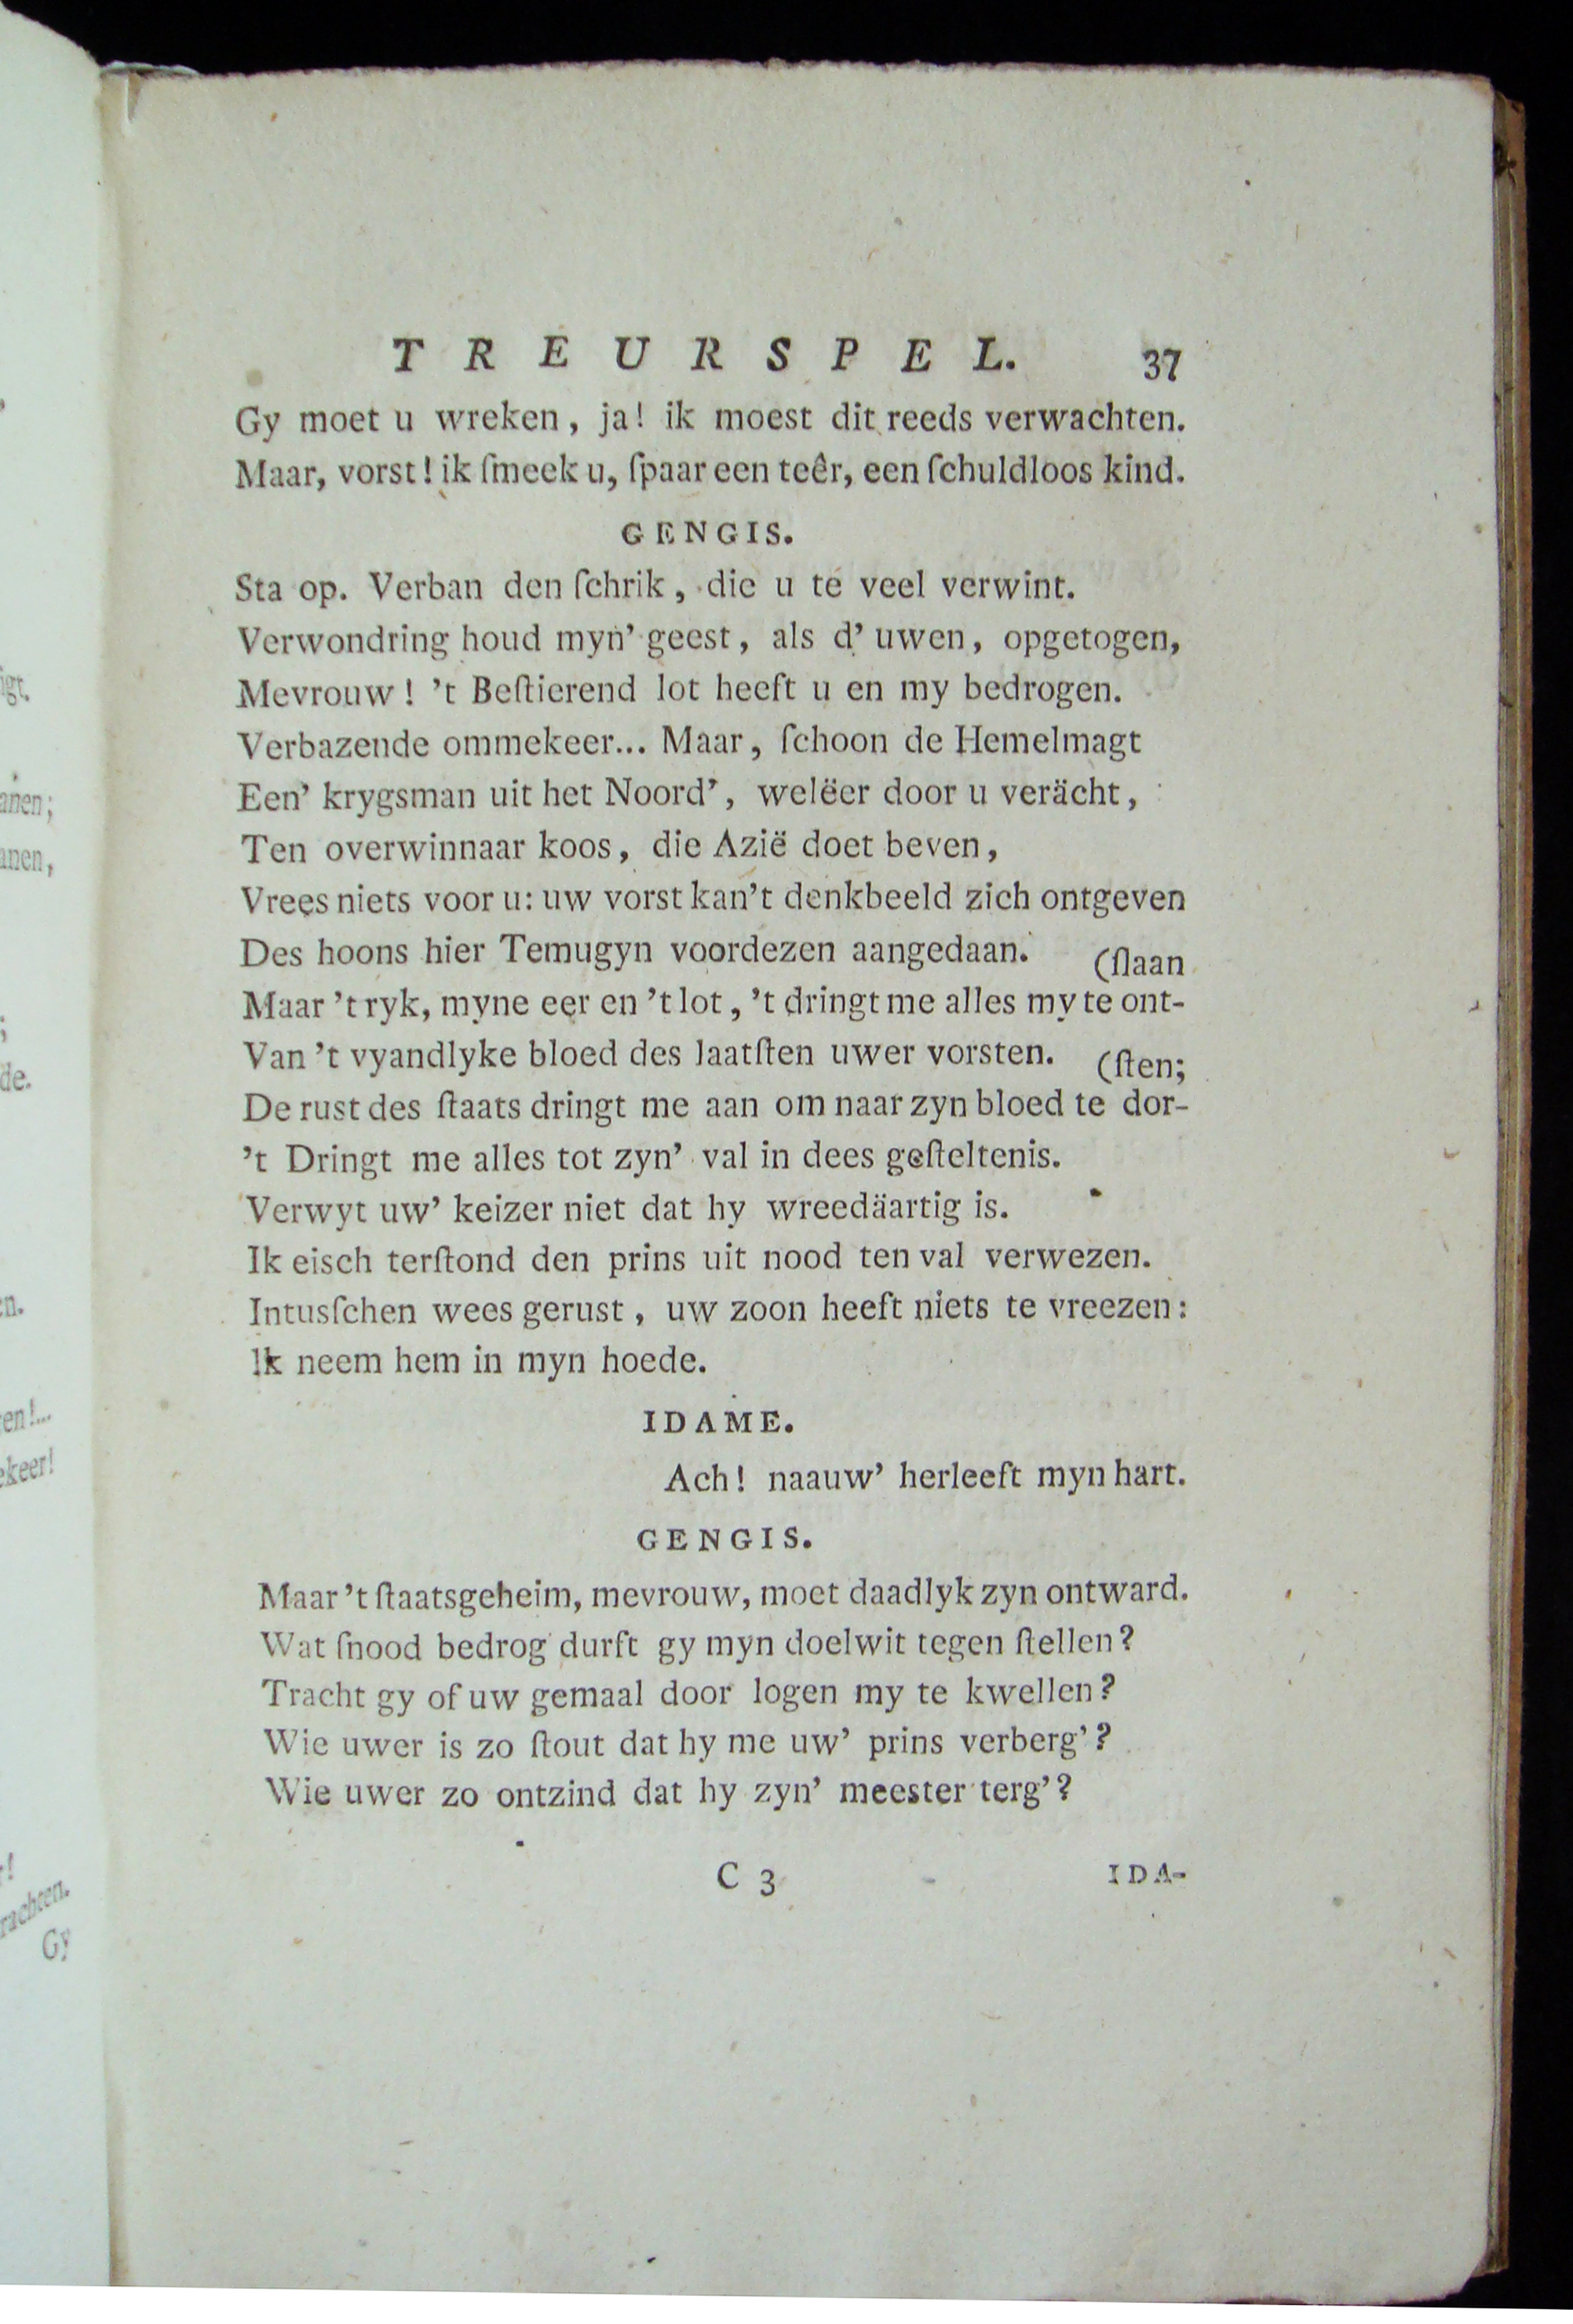 TREURSPEL. 37
Gy moet u wreken, ja! ik moest dit reeds verwachten.
Maar, vorst! ik ſmeek u, ſpaar een teêr, een ſchuldloos kind.
GENGIS.
Sta op. Verban den ſchrik, die u te veel verwint.
Verwondring houd myn' geest, als d' uwen, opgetogen,
Mevrouw! 't Beſtierend lot heeft u en my bedrogen.
Verbazende ommekeer... Maar, ſchoon de Hemelmagt
Een' krygsman uit het Noord', welëer door u verächt,
Ten overwinnaar koos, die Azië doet beven,
Vrees niets voor u: uw vorst kan't denkbeeld zich ontgeven
Des hoons hier Temugyn voordezen aangedaan. (ſlaan
Maar 't ryk, myne eer en 't lot, 't dringt me alles my te ont-
Van 't vyandlyke bloed des laatſten uwer vorsten. (ſten;
De rust des ſtaats dringt me aan om naar zyn bloed te dor-
't Dringt me alles tot zyn' val in dees geſteltenis.
Verwyt uw' keizer niet dat hy wreedäartig is.
Ik eisch terſtond den prins uit nood ten val verwezen.
Intusſchen wees gerust, uw zoon heeft niets te vreezen:
Ik neem hem in myn hoede.
IDAME.
Ach! naauw' herleeft myn hart.
GENGIS.
Maar 't ſtaatsgeheim, mevrouw, moet daadlyk zyn ontward.
Wat ſnood bedrog durft gy myn doelwit tegen ſtellen?
Tracht gy of uw gemaal door logen my te kwellen?
Wie uwer is zo ſtout dat hy me uw' prins verberg'?
Wie uwer zo ontzind dat hy zyn' meester terg'?
C 3 IDA-